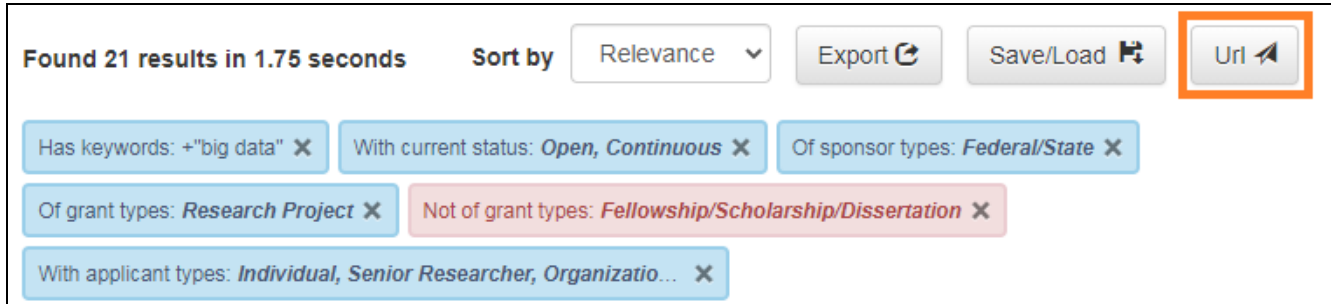 Found 21 results in 1.75 seconds Sort by Relevance Export Save/Load Url
Has keywords: +"big data" With current status: Open, Continuous Of sponsor types: Federal/State
Of grant types: Research Project Not of grant types: Fellowship/Scholarship/Dissertation
With applicant types: Individual, Senior Researcher, Organizatio...